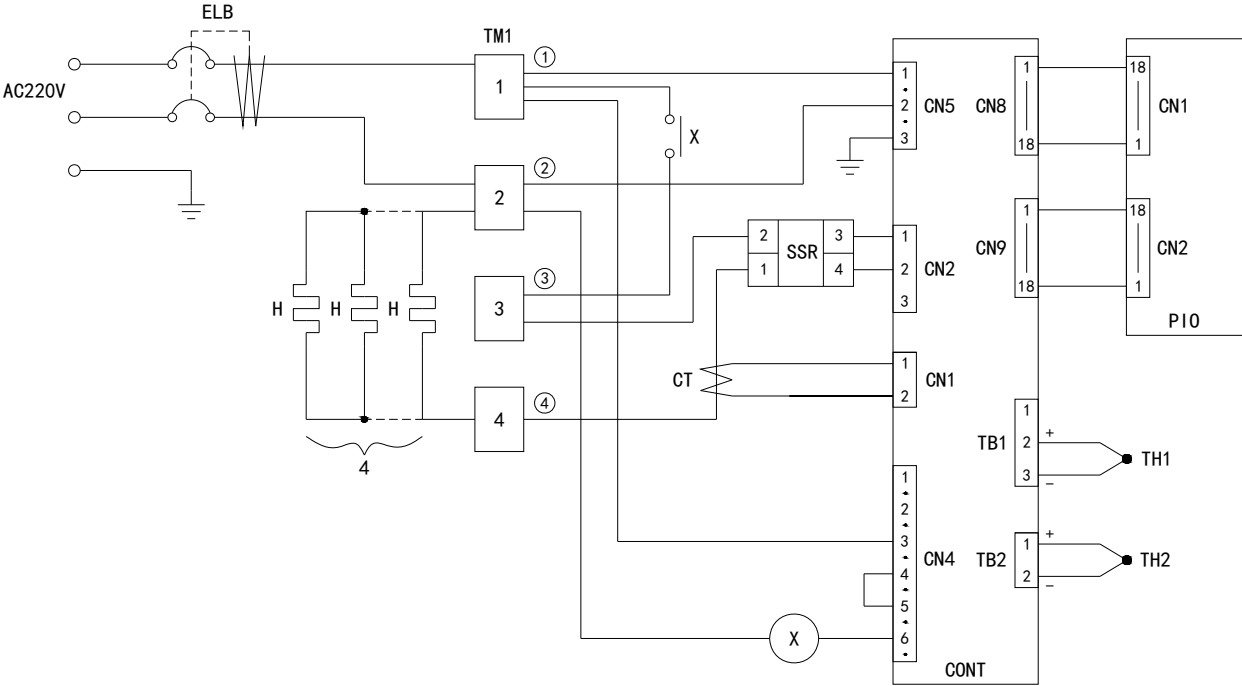 ELB
AC220V
TM1
1 ①
2 ②
3 ③
4 ④
H H H
4
X
2 SSR 3
1 4
CT
X
1
2
3
CN5
1
2
3
CN2
1
2
CN1
1
2
3
4
5
6
CN4
CONT
CN8
1
18
CN9
1
18
18
1
CN1
18
1
CN2
PIO
TB1
1
2 +
3 −
TH1
TB2
1 +
2 −
TH2